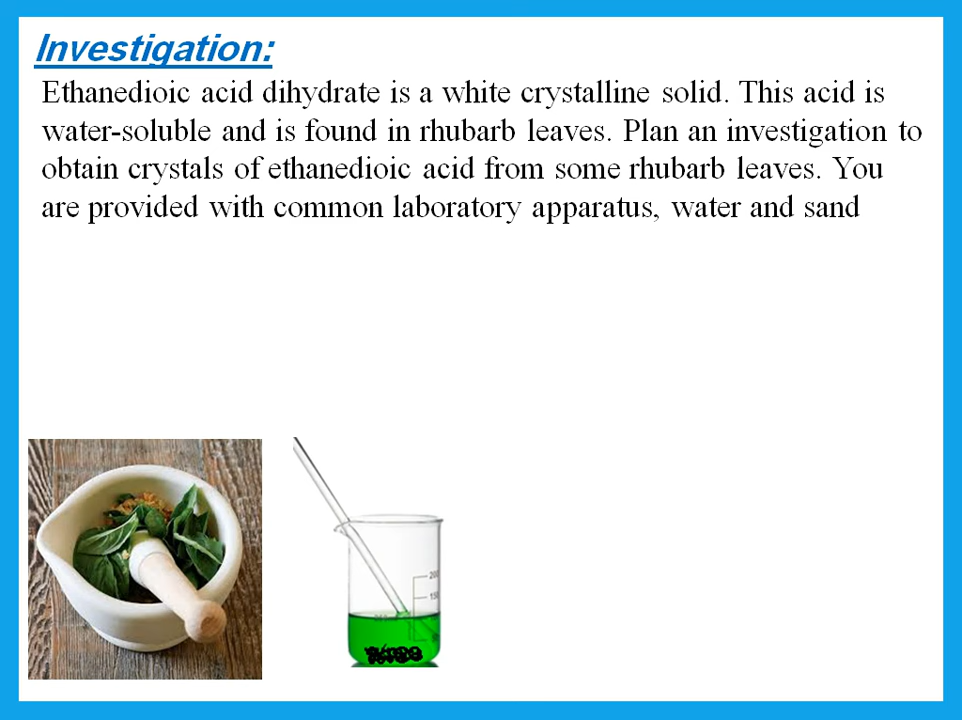 Investigation:
Ethanedioic acid dihydrate is a white crystalline solid. This acid is
water-soluble and is found in rhubarb leaves. Plan an investigation to
obtain crystals of ethanedioic acid from some rhubarb leaves. You
are provided with common laboratory apparatus, water and sand